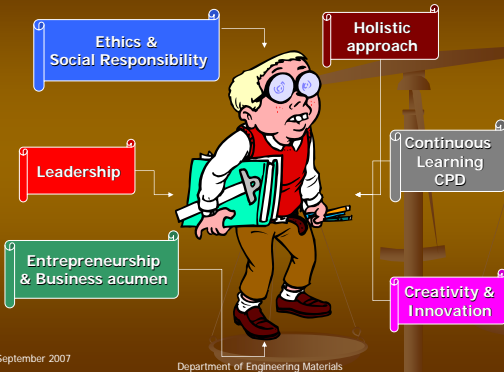 Ethics &
Social Responsibility
Holistic
approach
Leadership
Continuous
Learning
CPD
Entrepreneurship
& Business acumen
Creativity &
Innovation
September 2007
Department of Engineering Materials